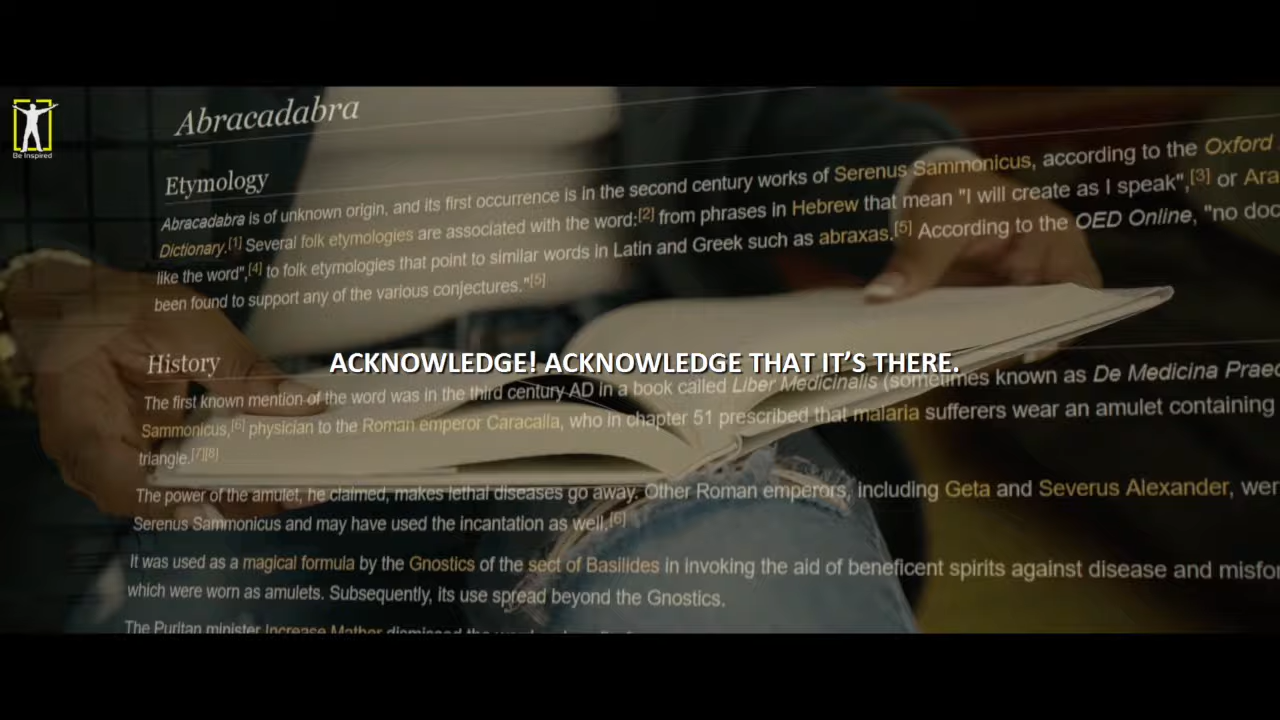 Be Inspired
Abracadabra
Etymology
Abracadabra is of unknown origin, and its first occurrence is in the second century works of Serenus Sammonicus, according to the Oxford
Dictionary.[1] Several folk etymologies are associated with the word:[2] from phrases in Hebrew that mean "I will create as I speak",[3] or Ara
like the word",[4] to folk etymologies that point to similar words in Latin and Greek such as abraxas.[5] According to the OED Online, "no doc
been found to support any of the various conjectures."[5]
History
ACKNOWLEDGE! ACKNOWLEDGE THAT IT’S THERE.
The first known mention of the word was in the third century AD in a book called Liber Medicinalis (sometimes known as De Medicina Praec
Sammonicus,[6] physician to the Roman emperor Caracalla, who in chapter 51 prescribed that malaria sufferers wear an amulet containing
triangle.[7][8]
The power of the amulet, he claimed, makes lethal diseases go away. Other Roman emperors, including Geta and Severus Alexander, wer
Serenus Sammonicus and may have used the incantation as well.[6]
It was used as a magical formula by the Gnostics of the sect of Basilides in invoking the aid of beneficent spirits against disease and misfor
which were worn as amulets. Subsequently, its use spread beyond the Gnostics.
The Puritan minister Increase Mather dismissed the word